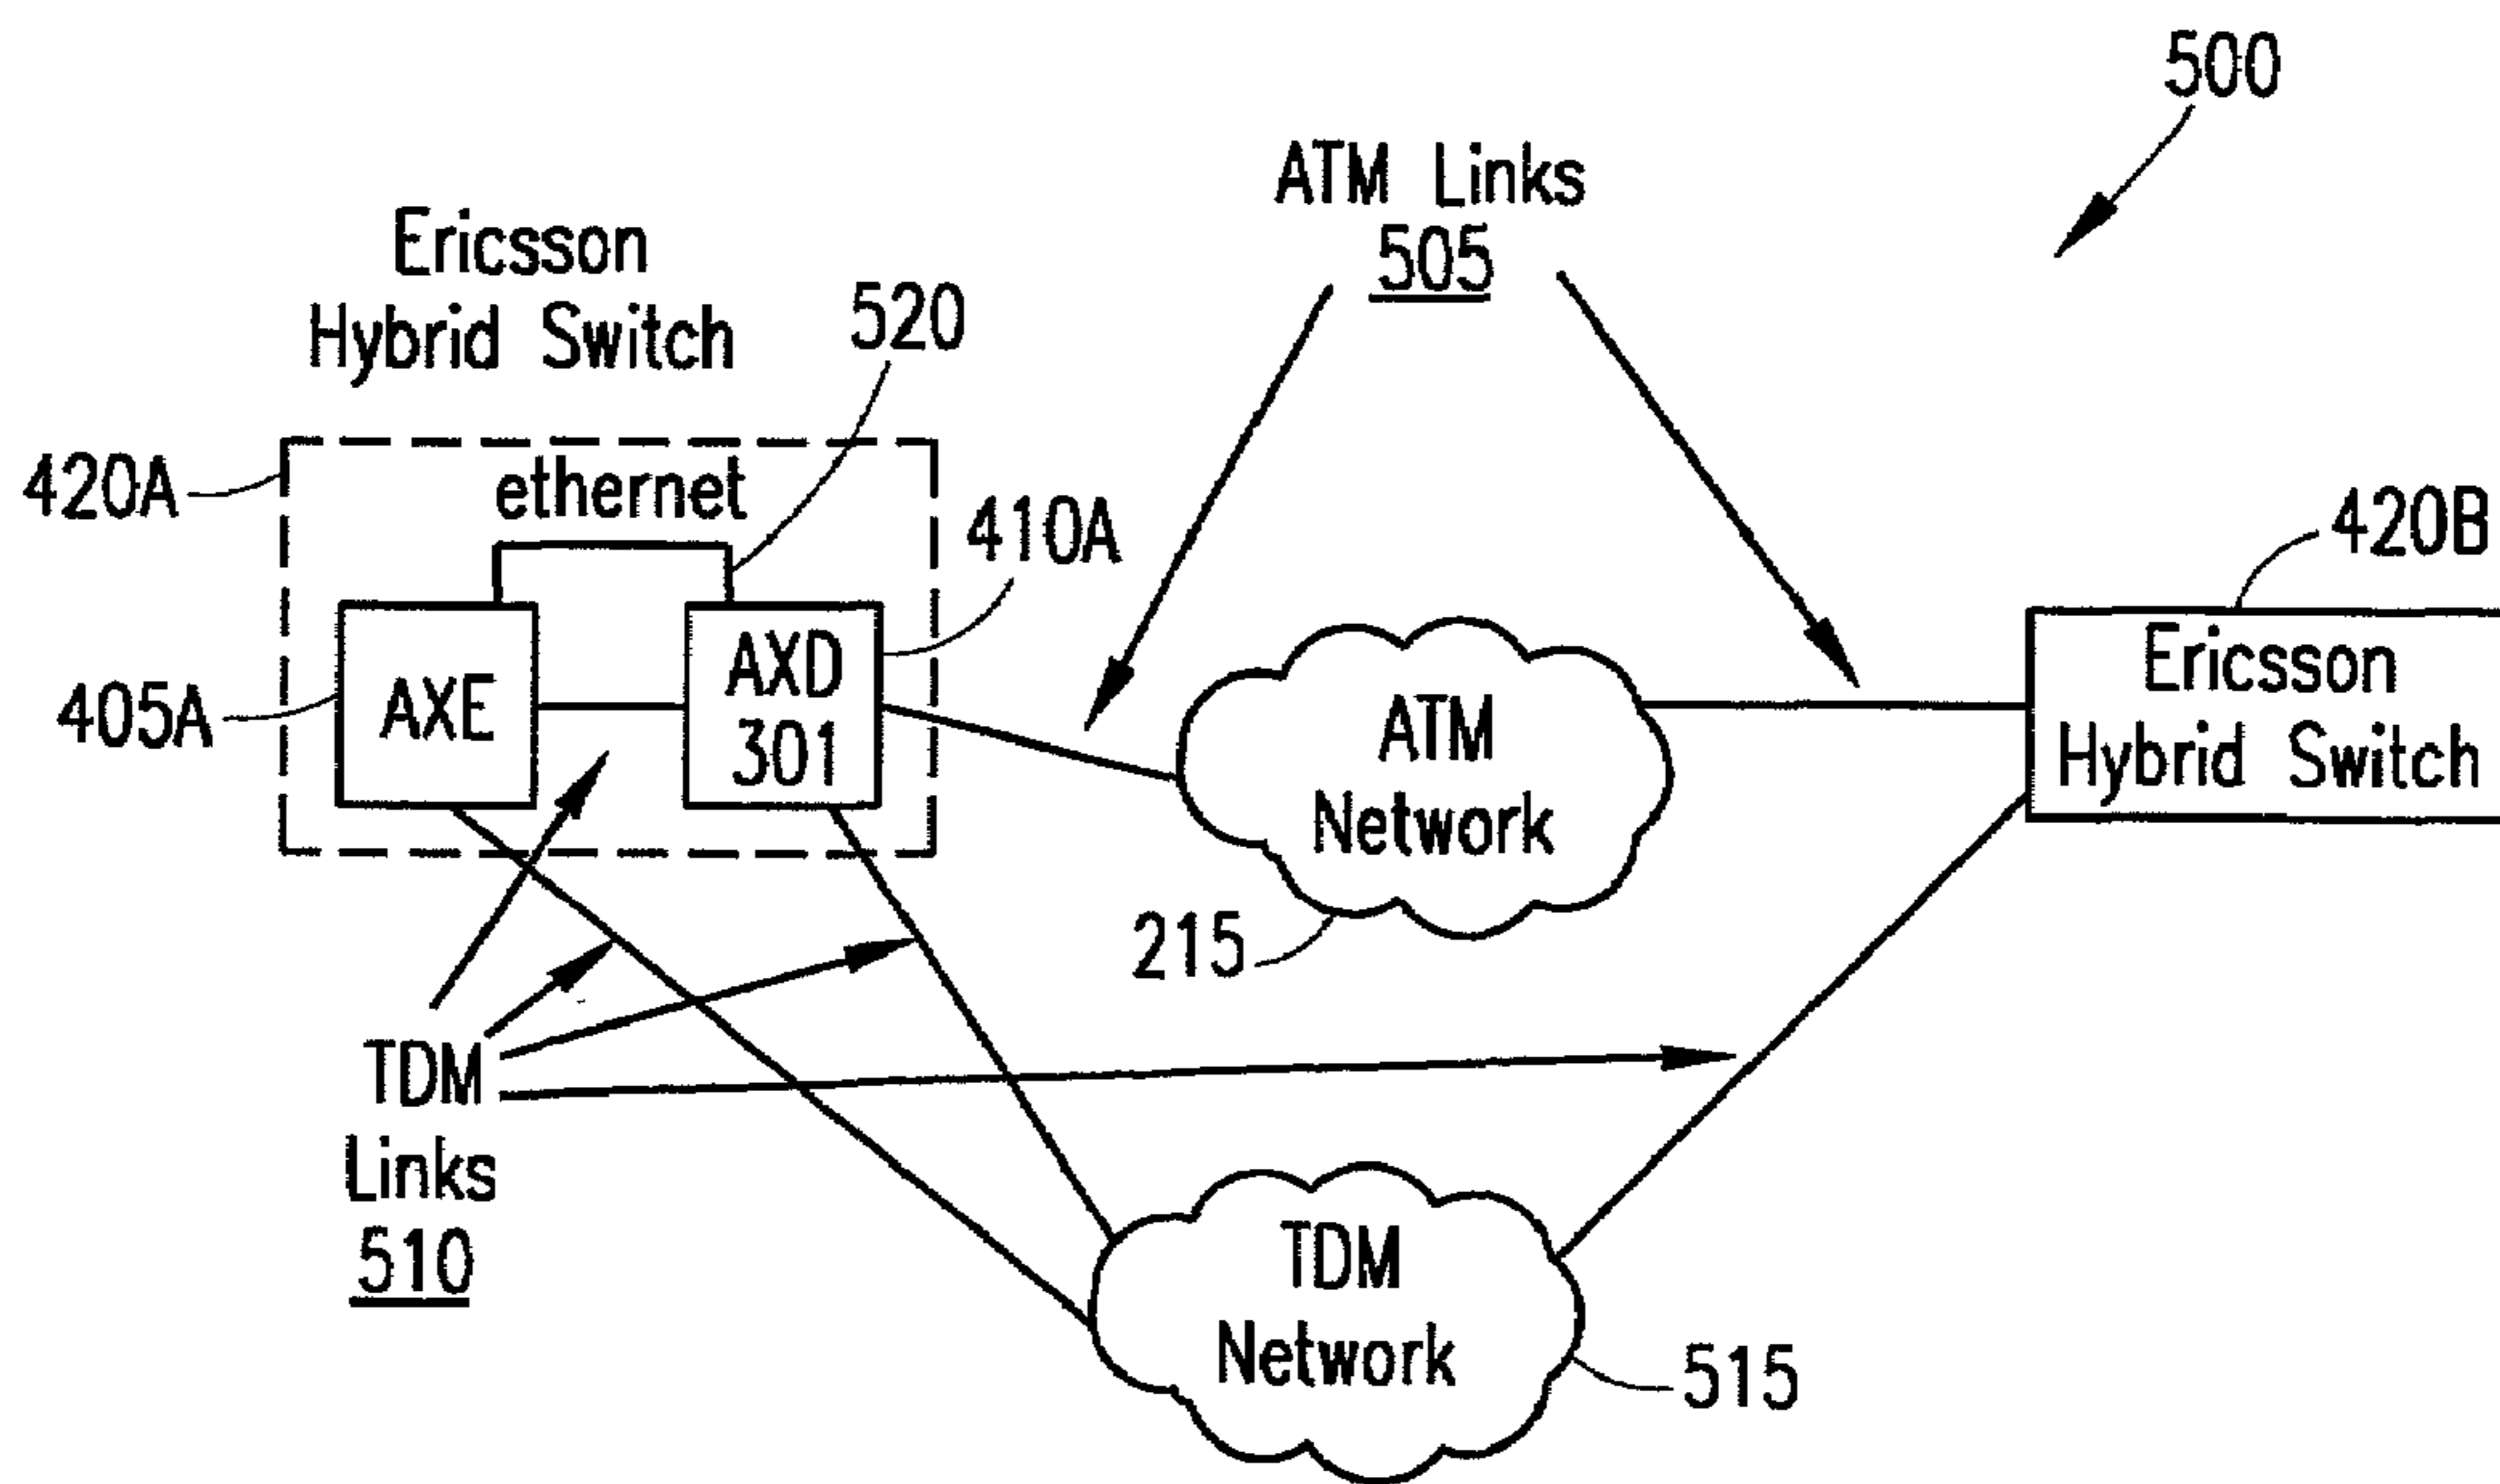 500
ATM Links
505
Ericsson
Hybrid Switch
520
420A
ethernet
410A
420B
405A
AXE
AXD
301
ATM
Network
Ericsson
Hybrid Switch
215
TDM
Links
510
TDM
Network
515